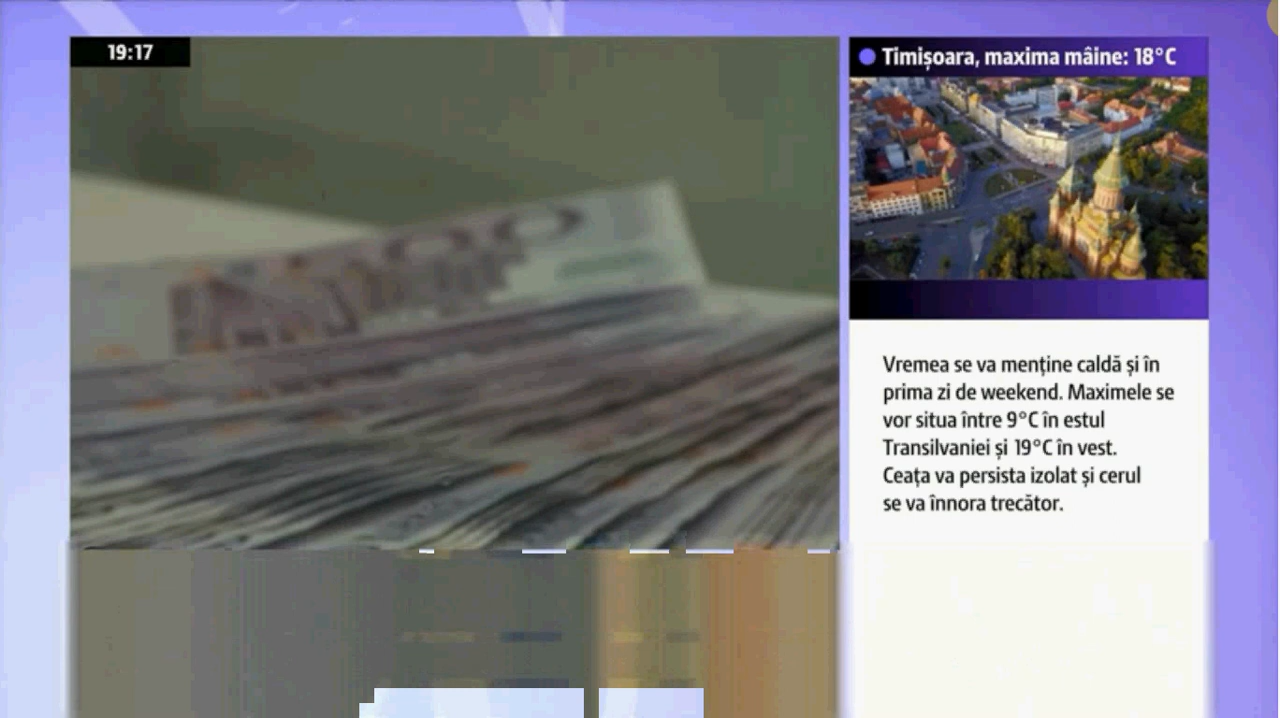 19:17
Timișoara, maxima mâine: 18°C
Vremea se va menține caldă și în
prima zi de weekend. Maximele se
vor situa între 9°C în estul
Transilvaniei și 19°C în vest.
Ceața va persista izolat și cerul
se va înnora trecător.